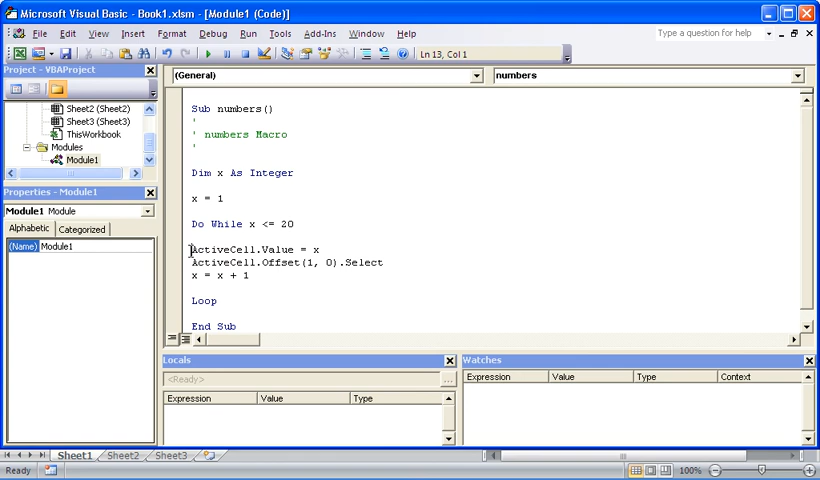 Microsoft Visual Basic - Book1.xlsm - [Module1 (Code)]
File Edit View Insert Format Debug Run Tools Add-Ins Window Help Type a question for help
Ln 13, Col 1
Project - VBAProject
(General) numbers
Sheet2 (Sheet2)
Sheet3 (Sheet3)
ThisWorkbook
Modules
Module1
Properties - Module1
Module1 Module
Alphabetic Categorized
(Name) Module1
Sub numbers()
'
' numbers Macro
'
Dim x As Integer
x = 1
Do While x <= 20
ActiveCell.Value = x
ActiveCell.Offset(1, 0).Select
x = x + 1
Loop
End Sub
Locals
<Ready>
Expression Value Type
Watches
Expression Value Type Context
Sheet1 Sheet2 Sheet3
Ready 100%